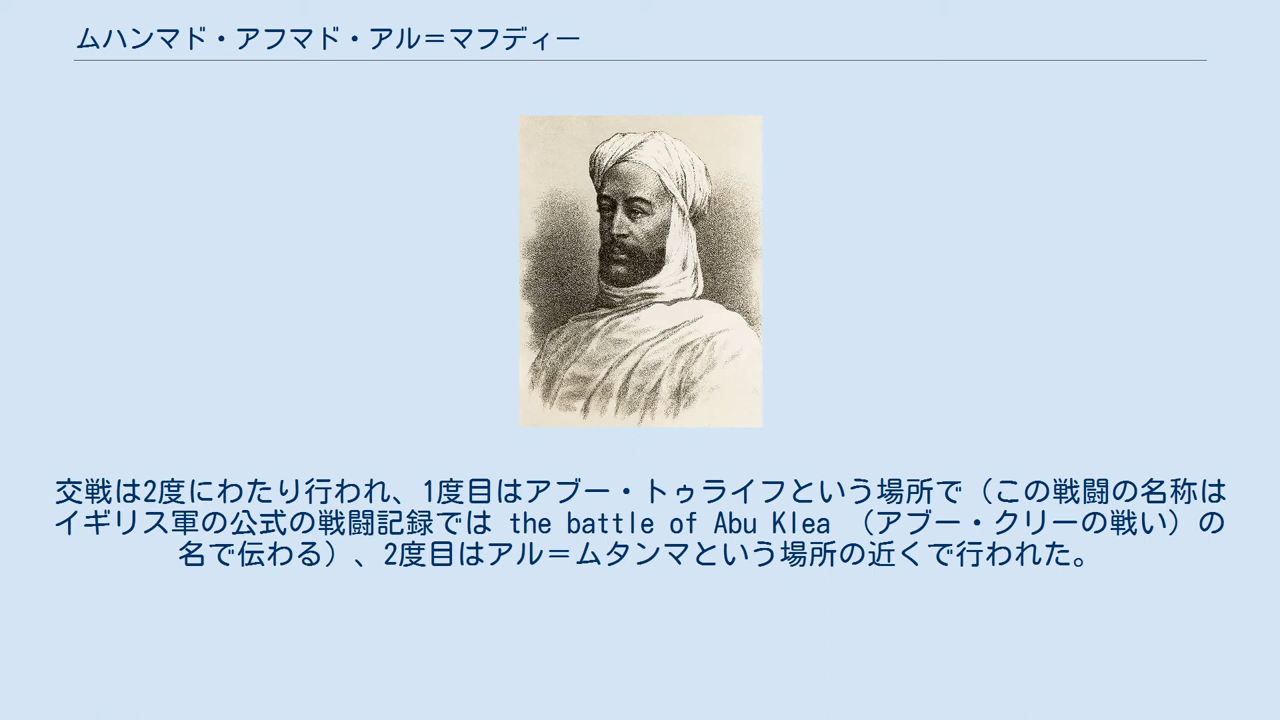 ムハンマド・アフマド・アル＝マフディー
交戦は2度にわたり行われ、1度目はアブー・トゥライフという場所で（この戦闘の名称は
イギリス軍の公式の戦闘記録では the battle of Abu Klea （アブー・クリーの戦い）の
名で伝わる）、2度目はアル＝ムタンマという場所の近くで行われた。